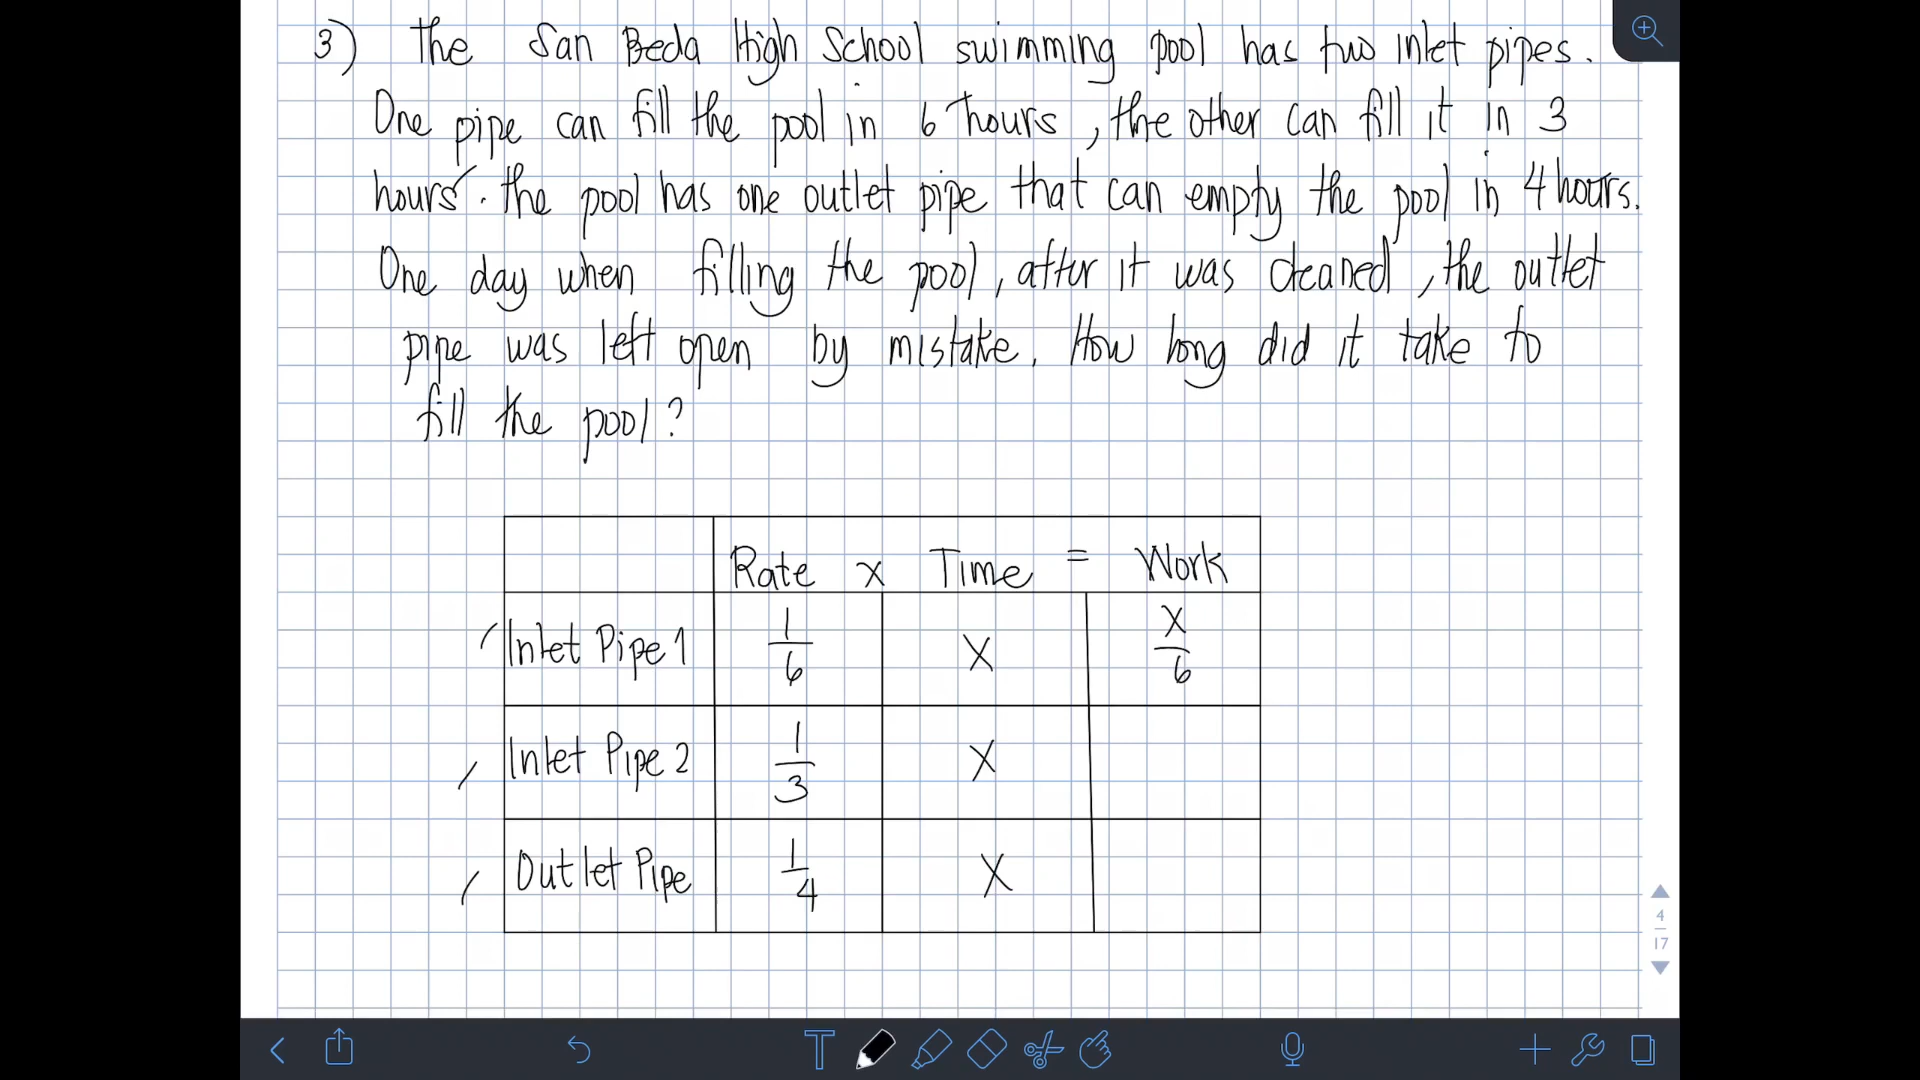 3) The San Beda High School swimming pool has two inlet pipes.
One pipe can fill the pool in 6 hours, the other can fill it in 3
hours. The pool has one outlet pipe that can empty the pool in 4 hours.
One day when filling the pool, after it was cleaned, the outlet
pipe was left open by mistake. How long did it take to
fill the pool?
Rate x Time = Work
Inlet Pipe 1 1/6 X X/6
Inlet Pipe 2 1/3 X
Outlet Pipe 1/4 X
4
17
T